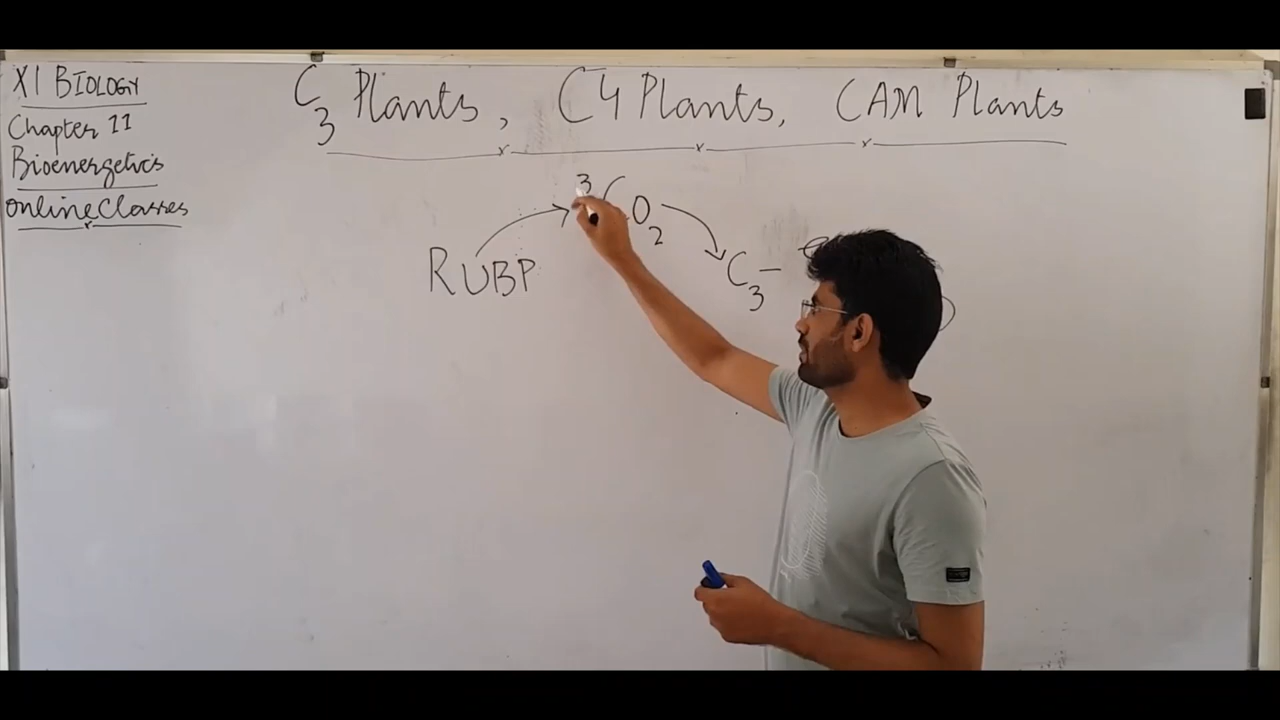 XI BIOLOGY
Chapter 11
Bioenergetics
Online Classes
C3 Plants, C4 Plants, CAM Plants
3 CO2
RUBP
C3 –